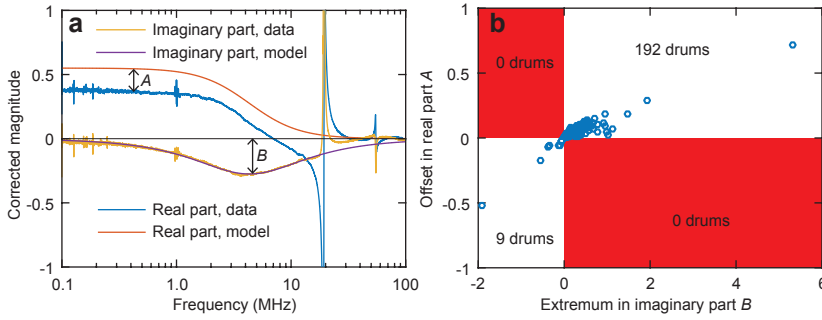 a
Corrected magnitude
1
0.5
0
-0.5
-1
Imaginary part, data
Imaginary part, model
A
B
Real part, data
Real part, model
0.1
1.0
10
100
Frequency (MHz)
b
Offset in real part A
1
0.5
0
-0.5
-1
0 drums
192 drums
9 drums
0 drums
-2
0
2
4
6
Extremum in imaginary part B